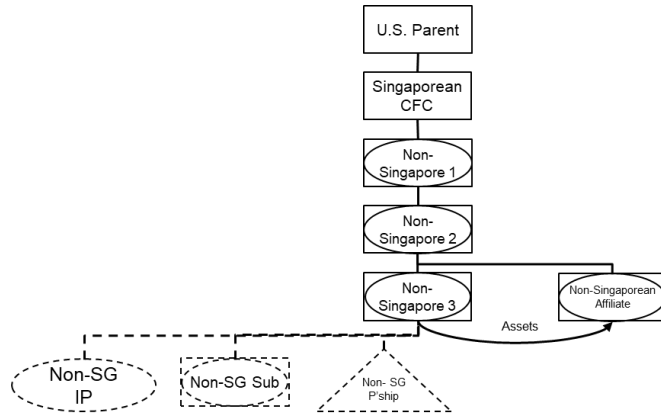 U.S. Parent
Singaporean
CFC
Non-
Singapore 1
Non-
Singapore 2
Non-
Singapore 3
Non-Singaporean
Affiliate
Assets
Non-SG
IP
Non-SG Sub
Non- SG
P'ship